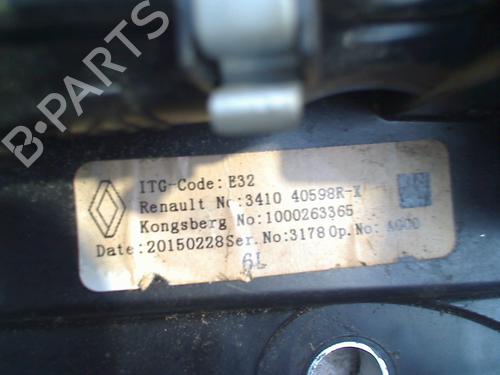 B-PARTS
ITG-Code: E32
Renault No:3410 40598R-X
Kongsberg No:1000263365
Date:20150228 Ser. No:3178 Op. No: A600
6L